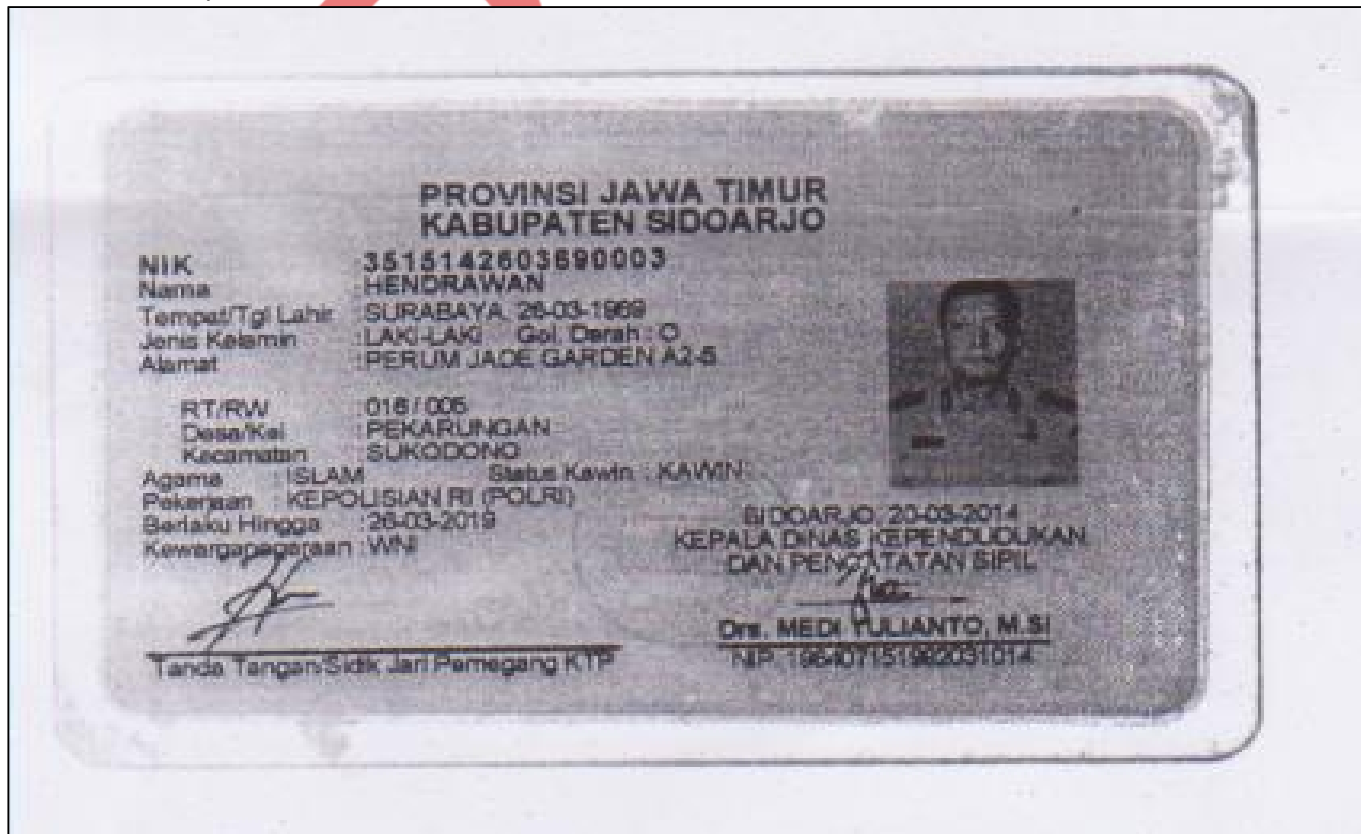 PROVINSI JAWA TIMUR
KABUPATEN SIDOARJO
NIK 3515142603690003
Nama : HENDRAWAN
Tempat/Tgl Lahir : SURABAYA, 26-03-1969
Jenis Kelamin : LAKI-LAKI Gol. Darah : O
Alamat : PERUM JADE GARDEN A2-5
RT/RW : 016 / 005
Desa/Kel : PEKARUNGAN
Kecamatan : SUKODONO
Agama : ISLAM Status Kawin : KAWIN
Pekerjaan : KEPOLISIAN RI (POLRI)
Berlaku Hingga : 26-03-2019
Kewarganegaraan : WNI
SIDOARJO, 20-03-2014
KEPALA DINAS KEPENDUDUKAN
DAN PENCATATAN SIPIL
Drs. MEDI YULIANTO, M.SI
NIP. 196407151992031014
Tanda Tangan/Sidik Jari Pemegang KTP